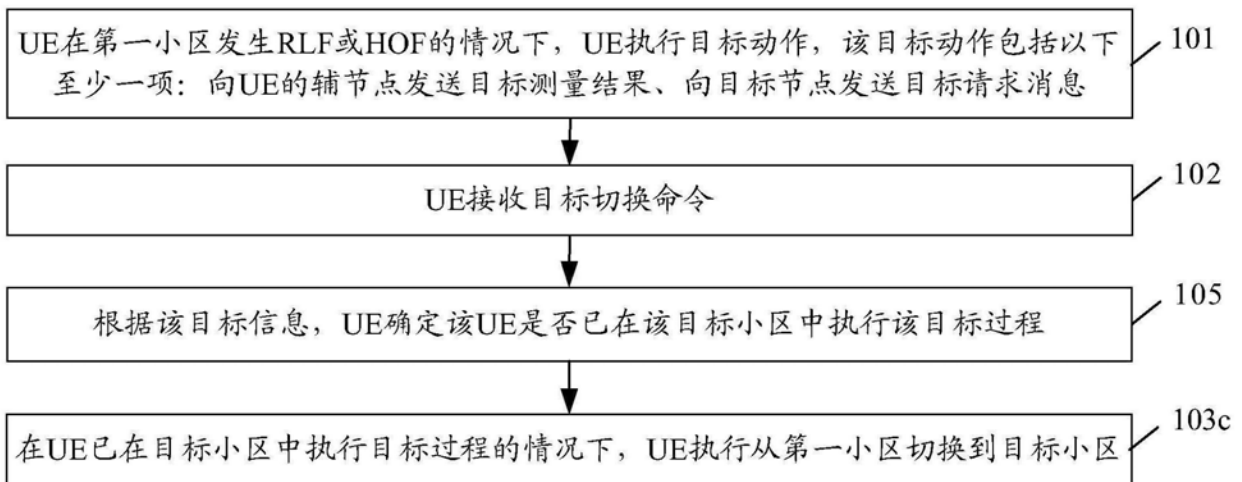 UE在第一小区发生RLF或HOF的情况下，UE执行目标动作，该目标动作包括以下
至少一项：向UE的辅节点发送目标测量结果、向目标节点发送目标请求消息
101
UE接收目标切换命令
102
根据该目标信息，UE确定该UE是否已在该目标小区中执行该目标过程
105
在UE已在目标小区中执行目标过程的情况下，UE执行从第一小区切换到目标小区
103c